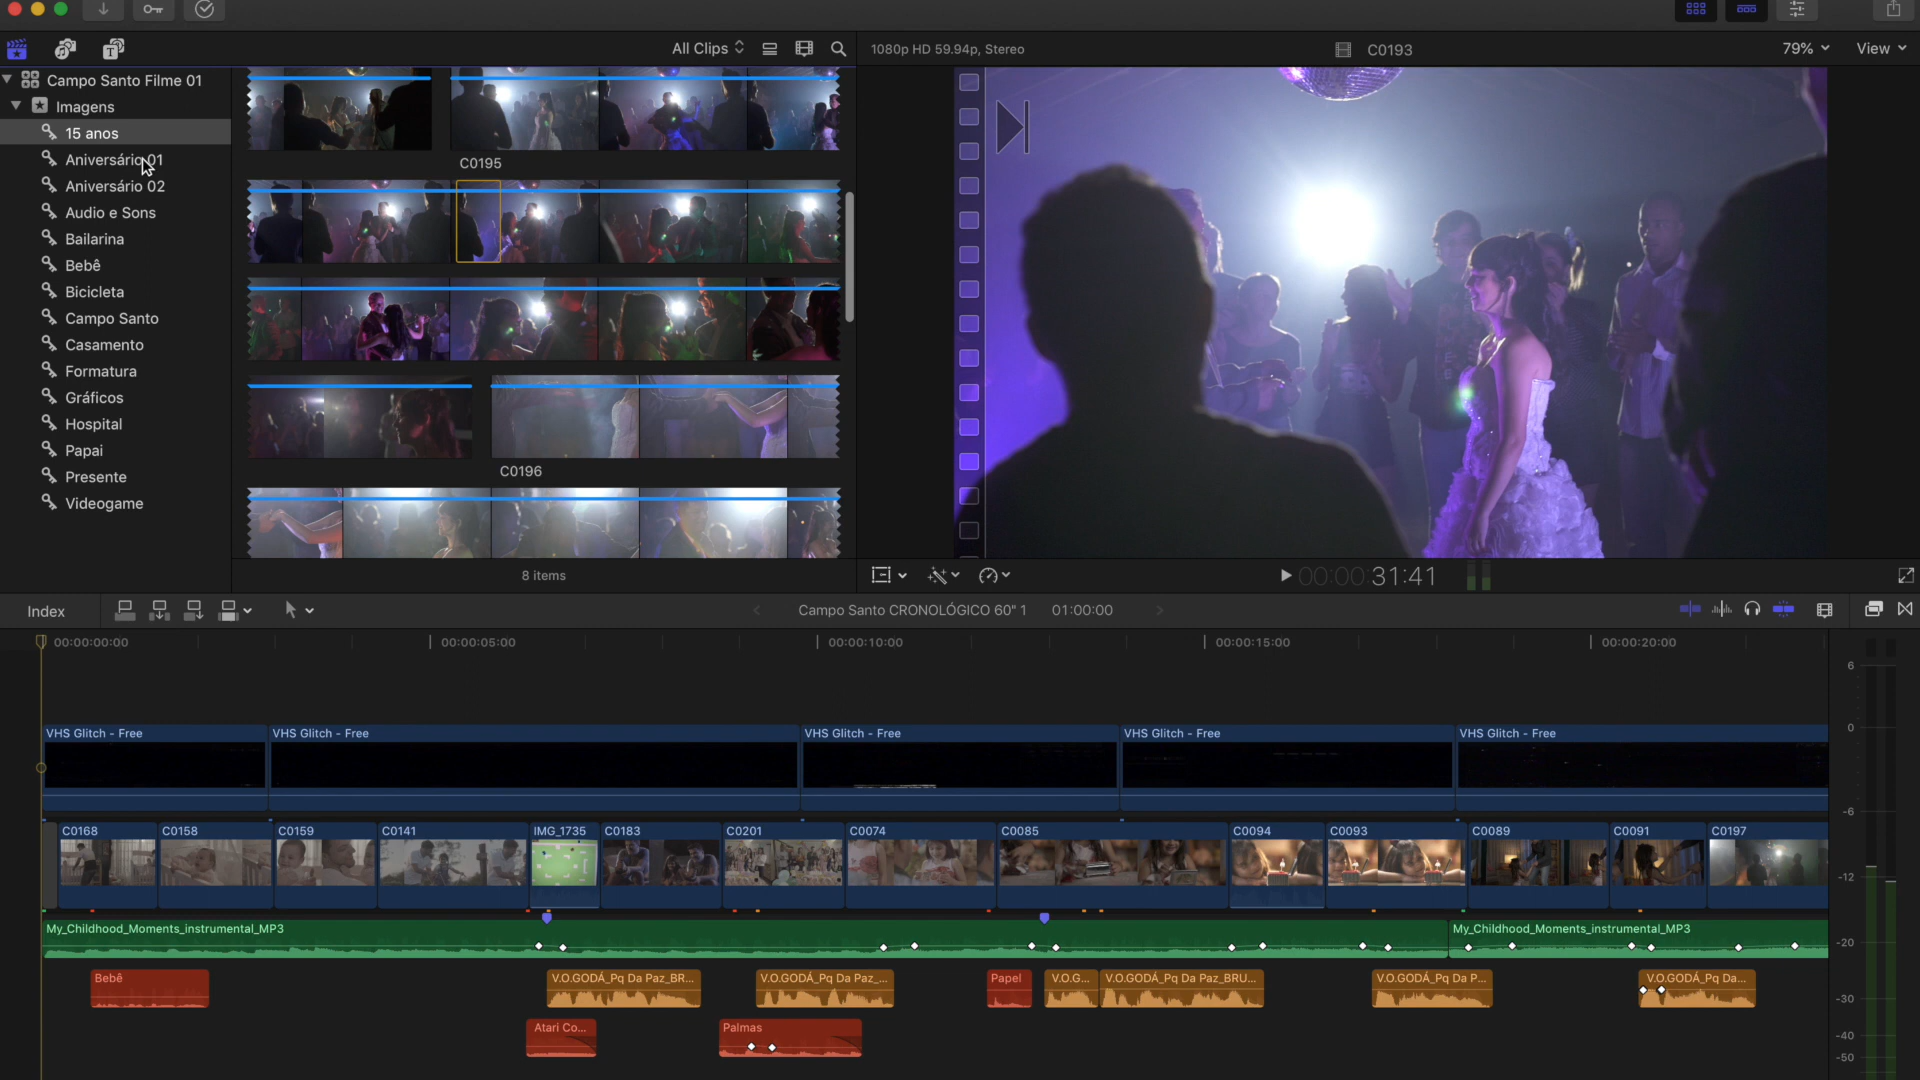 All Clips
1080p HD 59.94p, Stereo
C0193
79%
View
Campo Santo Filme 01
Imagens
15 anos
Aniversário 01
Aniversário 02
Audio e Sons
Bailarina
Bebê
Bicicleta
Campo Santo
Casamento
Formatura
Gráficos
Hospital
Papai
Presente
Videogame
C0195
C0196
8 items
00:00:31:41
Index
Campo Santo CRONOLÓGICO 60" 1
01:00:00
00:00:00:00
00:00:05:00
00:00:10:00
00:00:15:00
00:00:20:00
VHS Glitch - Free
VHS Glitch - Free
VHS Glitch - Free
VHS Glitch - Free
VHS Glitch - Free
C0168
C0158
C0159
C0141
IMG_1735
C0183
C0201
C0074
C0085
C0094
C0093
C0089
C0091
C0197
My_Childhood_Moments_instrumental_MP3
My_Childhood_Moments_instrumental_MP3
Bebê
V.O.GODÁ_Pq Da Paz_BR...
V.O.GODÁ_Pq Da Paz_...
Papel
V.O.G...
V.O.GODÁ_Pq Da Paz_BRU...
V.O.GODÁ_Pq Da P...
V.O.GODÁ_Pq Da...
Atari Co...
Palmas
6
0
-6
-12
-20
-30
-40
-50